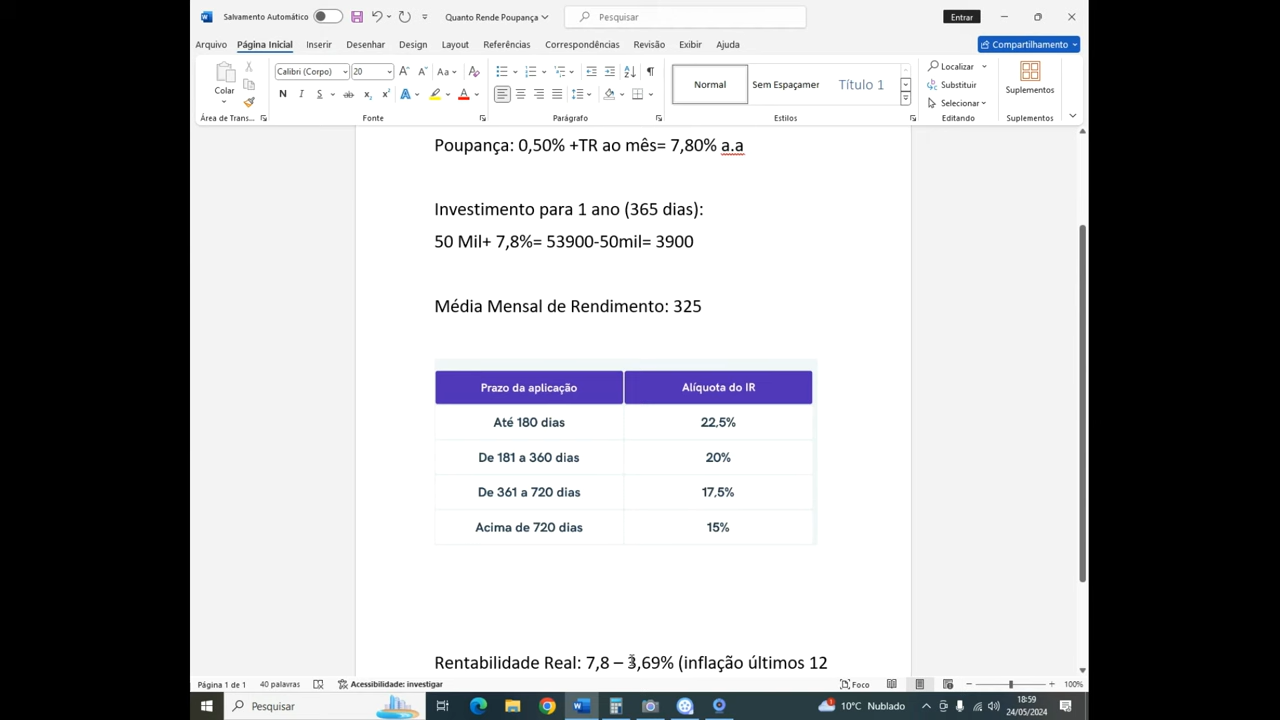 Salvamento Automático
Quanto Rende Poupança
Pesquisar
Entrar
Arquivo Página Inicial Inserir Desenhar Design Layout Referências Correspondências Revisão Exibir Ajuda
Compartilhamento
Colar
Calibri (Corpo) 20
Aa
N I S ab x₂ x² A A
Normal
Sem Espaçamer
Título 1
Localizar
Substituir
Selecionar
Suplementos
Área de Trans... Fonte Parágrafo Estilos Editando Suplementos
Poupança: 0,50% +TR ao mês= 7,80% a.a
Investimento para 1 ano (365 dias):
50 Mil+ 7,8%= 53900-50mil= 3900
Média Mensal de Rendimento: 325
Prazo da aplicação Alíquota do IR
Até 180 dias 22,5%
De 181 a 360 dias 20%
De 361 a 720 dias 17,5%
Acima de 720 dias 15%
Rentabilidade Real: 7,8 – 3,69% (inflação últimos 12
Página 1 de 1 40 palavras Acessibilidade: investigar Foco 100%
Pesquisar
10°C Nublado
18:59
24/05/2024